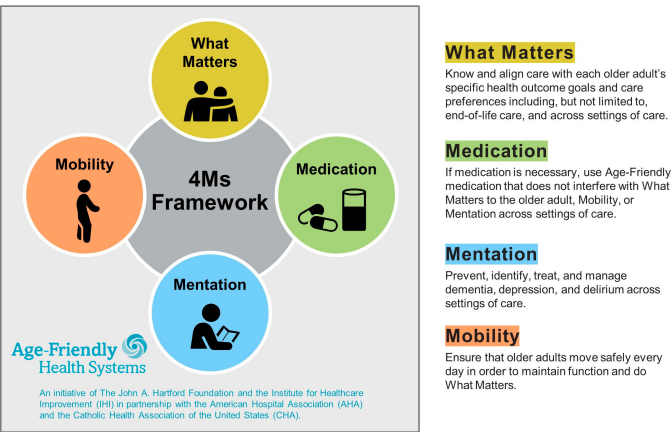 What
Matters
Mobility
4Ms
Framework
Medication
Mentation
Age-Friendly
Health Systems
An initiative of The John A. Hartford Foundation and the Institute for Healthcare
Improvement (IHI) in partnership with the American Hospital Association (AHA)
and the Catholic Health Association of the United States (CHA).
What Matters
Know and align care with each older adult's
specific health outcome goals and care
preferences including, but not limited to,
end-of-life care, and across settings of care.
Medication
If medication is necessary, use Age-Friendly
medication that does not interfere with What
Matters to the older adult, Mobility, or
Mentation across settings of care.
Mentation
Prevent, identify, treat, and manage
dementia, depression, and delirium across
settings of care.
Mobility
Ensure that older adults move safely every
day in order to maintain function and do
What Matters.